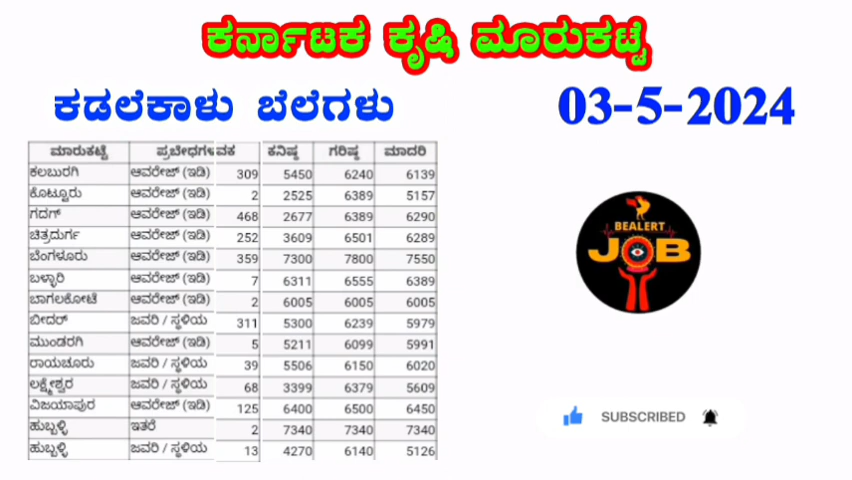 ಕರ್ನಾಟಕ ಕೃಷಿ ಮಾರುಕಟ್ಟೆ
ಕಡಲೆಕಾಳು ಬೆಲೆಗಳು 03-5-2024
ಮಾರುಕಟ್ಟೆ ಪ್ರಬೇಧಗಳ ವಕ ಕನಿಷ್ಠ ಗರಿಷ್ಠ ಮಾದರಿ
ಕಲಬುರಗಿ ಆವರೇಜ್ (ಇಡಿ) 309 5450 6240 6139
ಕೊಟ್ಟೂರು ಆವರೇಜ್ (ಇಡಿ) 2 2525 6389 5157
ಗದಗ್ ಆವರೇಜ್ (ಇಡಿ) 468 2677 6389 6290
ಚಿತ್ರದುರ್ಗ ಆವರೇಜ್ (ಇಡಿ) 252 3609 6501 6289
ಬೆಂಗಳೂರು ಆವರೇಜ್ (ಇಡಿ) 359 7300 7800 7550
ಬಳ್ಳಾರಿ ಆವರೇಜ್ (ಇಡಿ) 7 6311 6555 6389
ಬಾಗಲಕೋಟೆ ಆವರೇಜ್ (ಇಡಿ) 2 6005 6005 6005
ಬೀದರ್ ಜವರಿ / ಸ್ಥಳೀಯ 311 5300 6239 5979
ಮುಂಡರಗಿ ಆವರೇಜ್ (ಇಡಿ) 5 5211 6099 5991
ರಾಯಚೂರು ಜವರಿ / ಸ್ಥಳೀಯ 39 5506 6150 6020
ಲಕ್ಷ್ಮೇಶ್ವರ ಜವರಿ / ಸ್ಥಳೀಯ 68 3399 6379 5609
ವಿಜಯಾಪುರ ಆವರೇಜ್ (ಇಡಿ) 125 6400 6500 6450
ಹುಬ್ಬಳ್ಳಿ ಇತರೆ 2 7340 7340 7340
ಹುಬ್ಬಳ್ಳಿ ಜವರಿ / ಸ್ಥಳೀಯ 13 4270 6140 5126
BEALERT
JOB
SUBSCRIBED